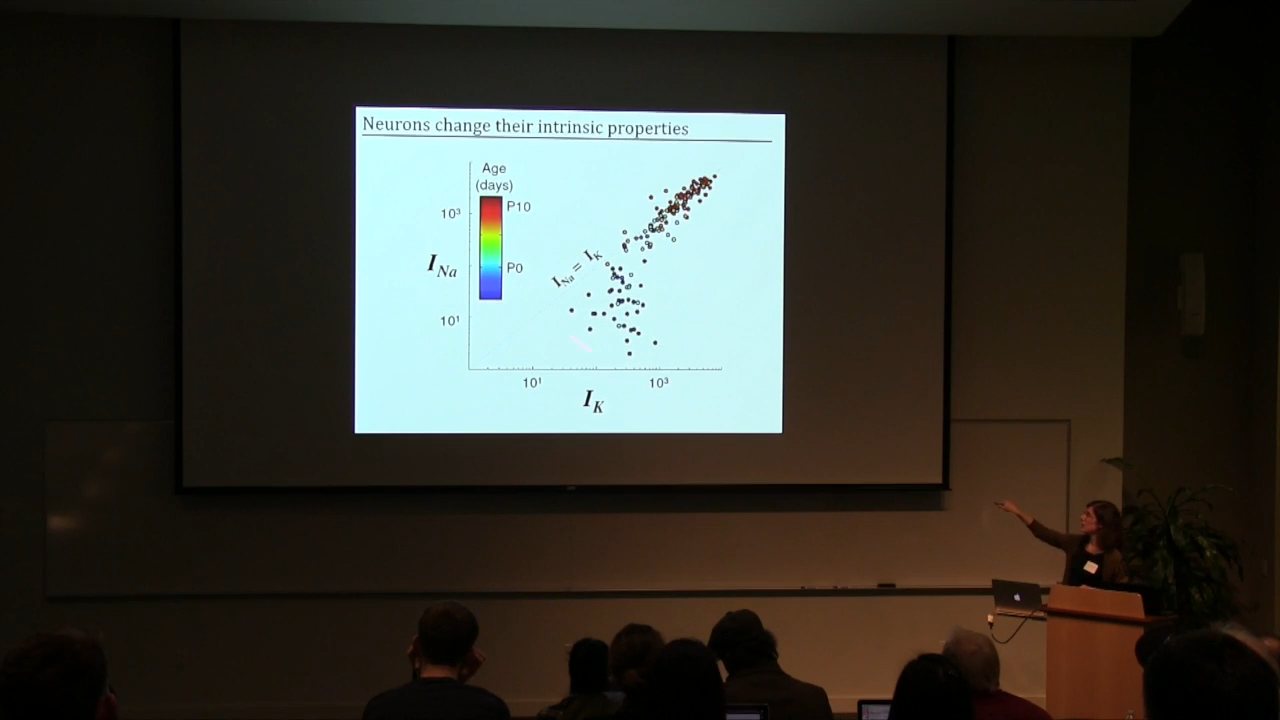 Neurons change their intrinsic properties
Age
(days)
P10
P0
10³
I_Na
10¹
I_Na = I_K
10¹
10³
I_K